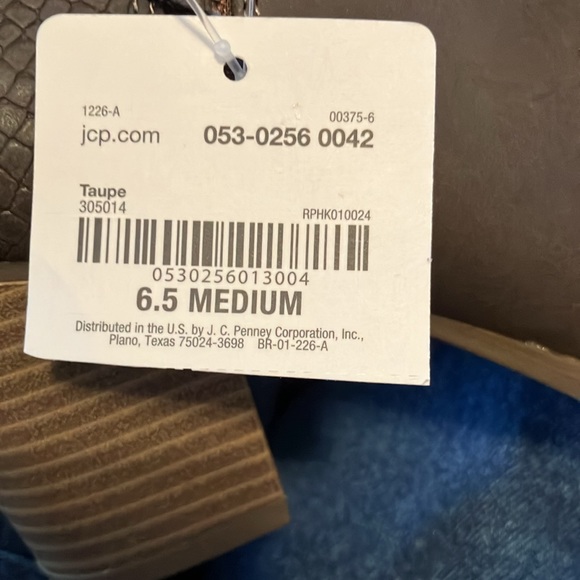 1226-A 00375-6
jcp.com 053-0256 0042
Taupe
305014 RPHK010024
0530256013004
6.5 MEDIUM
Distributed in the U.S. by J. C. Penney Corporation, Inc.,
Plano, Texas 75024-3698 BR-01-226-A